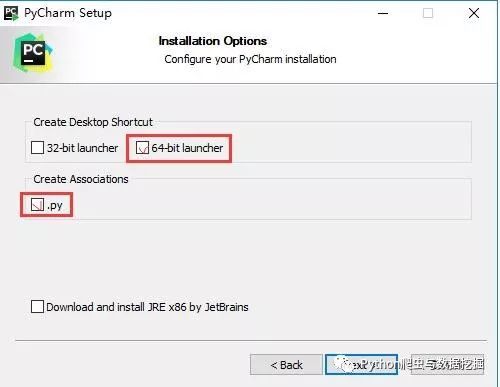 PyCharm Setup
PC
Installation Options
Configure your PyCharm installation
Create Desktop Shortcut
32-bit launcher
64-bit launcher
Create Associations
.py
Download and install JRE x86 by JetBrains
< Back
Python爬虫与数据挖掘